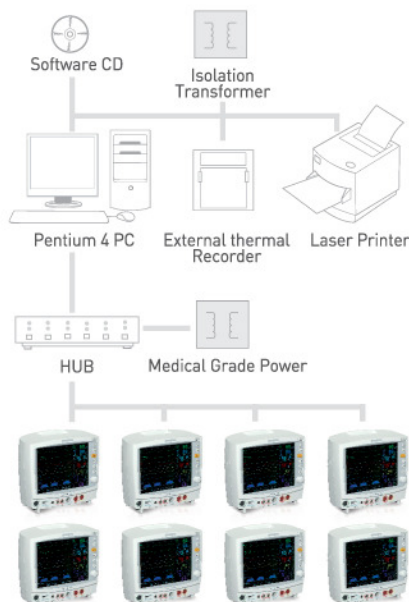 Software CD
Isolation
Transformer
Pentium 4 PC
External thermal
Recorder
Laser Printer
HUB
Medical Grade Power